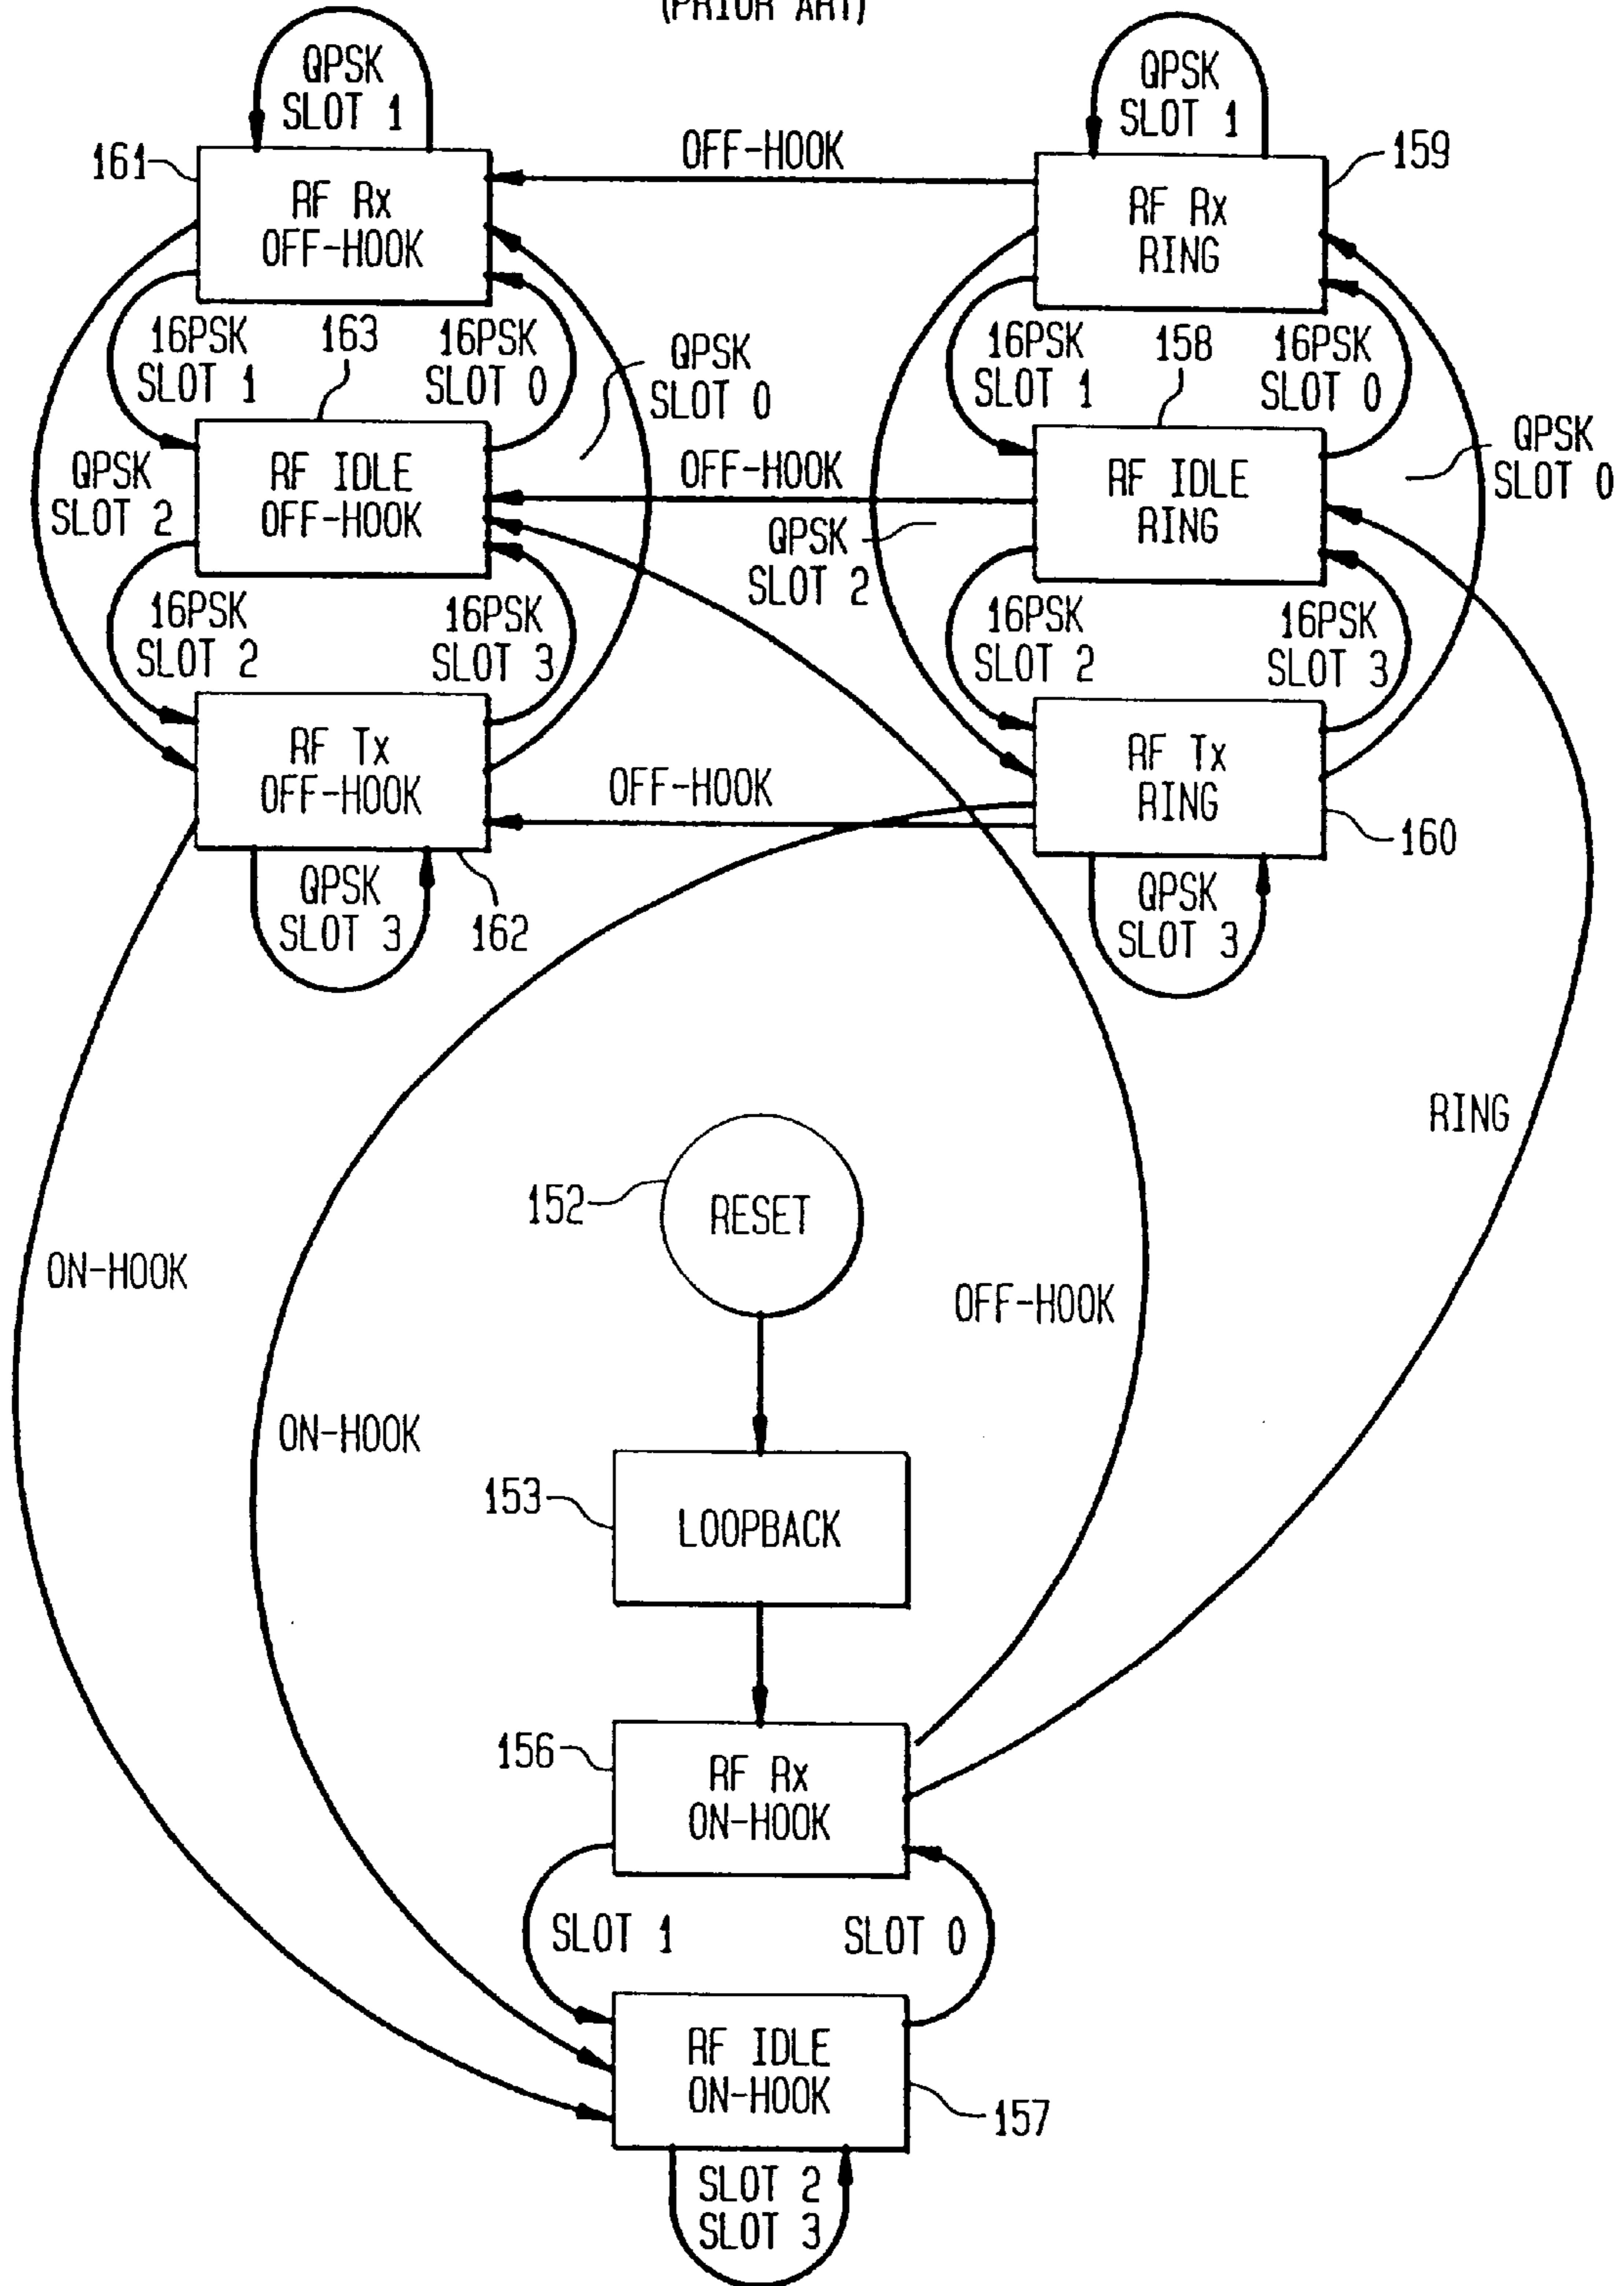 (PRIOR ART)
QPSK
SLOT 1
QPSK
SLOT 1
161
RF Rx
OFF-HOOK
OFF-HOOK
RF Rx
RING
159
16PSK
SLOT 1
163
16PSK
SLOT 0
QPSK
SLOT 0
16PSK
SLOT 1
158
16PSK
SLOT 0
QPSK
SLOT 0
QPSK
SLOT 2
RF IDLE
OFF-HOOK
OFF-HOOK
QPSK
SLOT 2
RF IDLE
RING
16PSK
SLOT 2
16PSK
SLOT 3
16PSK
SLOT 2
16PSK
SLOT 3
RF Tx
OFF-HOOK
OFF-HOOK
RF Tx
RING
160
QPSK
SLOT 3
162
QPSK
SLOT 3
RING
152
RESET
ON-HOOK
OFF-HOOK
ON-HOOK
153
LOOPBACK
156
RF Rx
ON-HOOK
SLOT 1
SLOT 0
RF IDLE
ON-HOOK
157
SLOT 2
SLOT 3